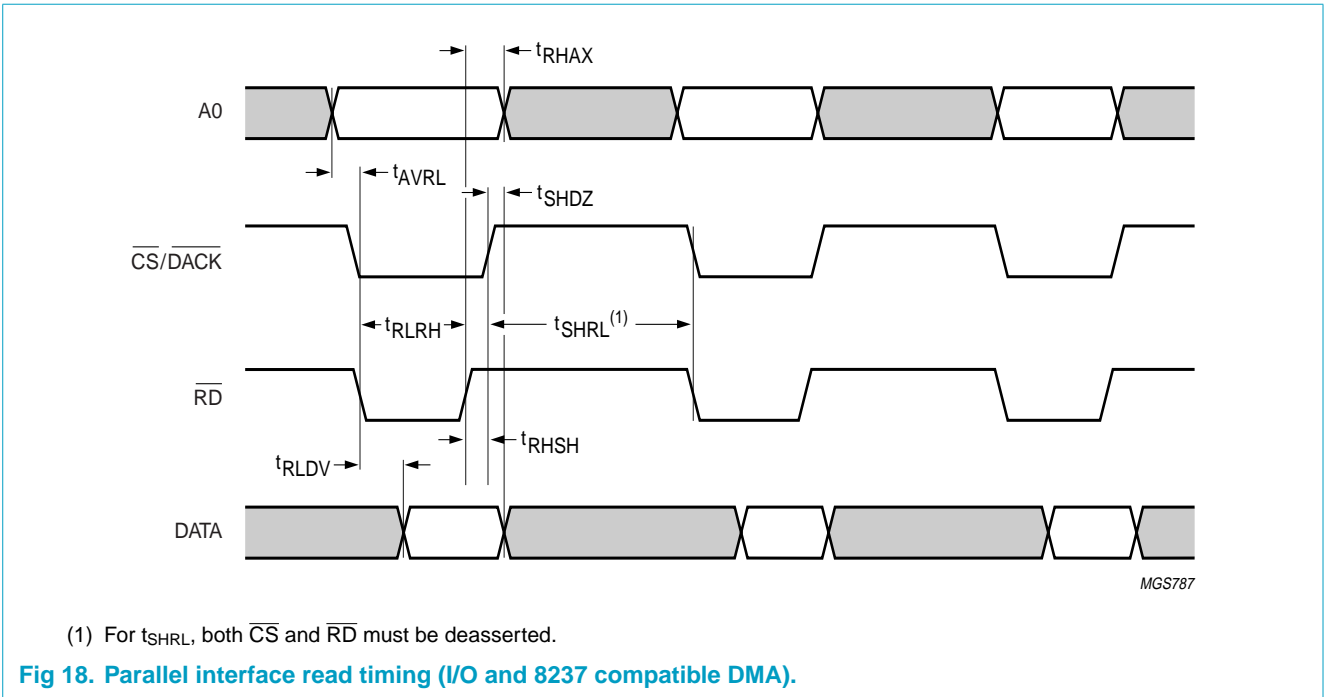 tRHAX
A0
tAVRL
tSHDZ
CS/DACK
tRLRH
tSHRL(1)
RD
tRHSH
tRLDV
DATA
MGS787
(1) For tSHRL, both CS and RD must be deasserted.
Fig 18. Parallel interface read timing (I/O and 8237 compatible DMA).